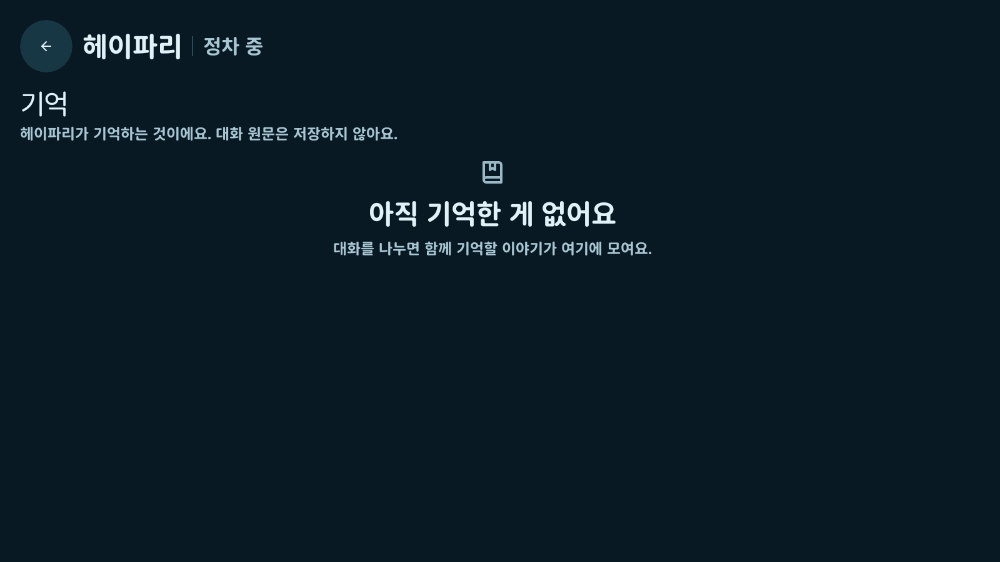 헤이파리
정차 중
기억
헤이파리가 기억하는 것이에요. 대화 원문은 저장하지 않아요.
아직 기억한 게 없어요
대화를 나누면 함께 기억할 이야기가 여기에 모여요.